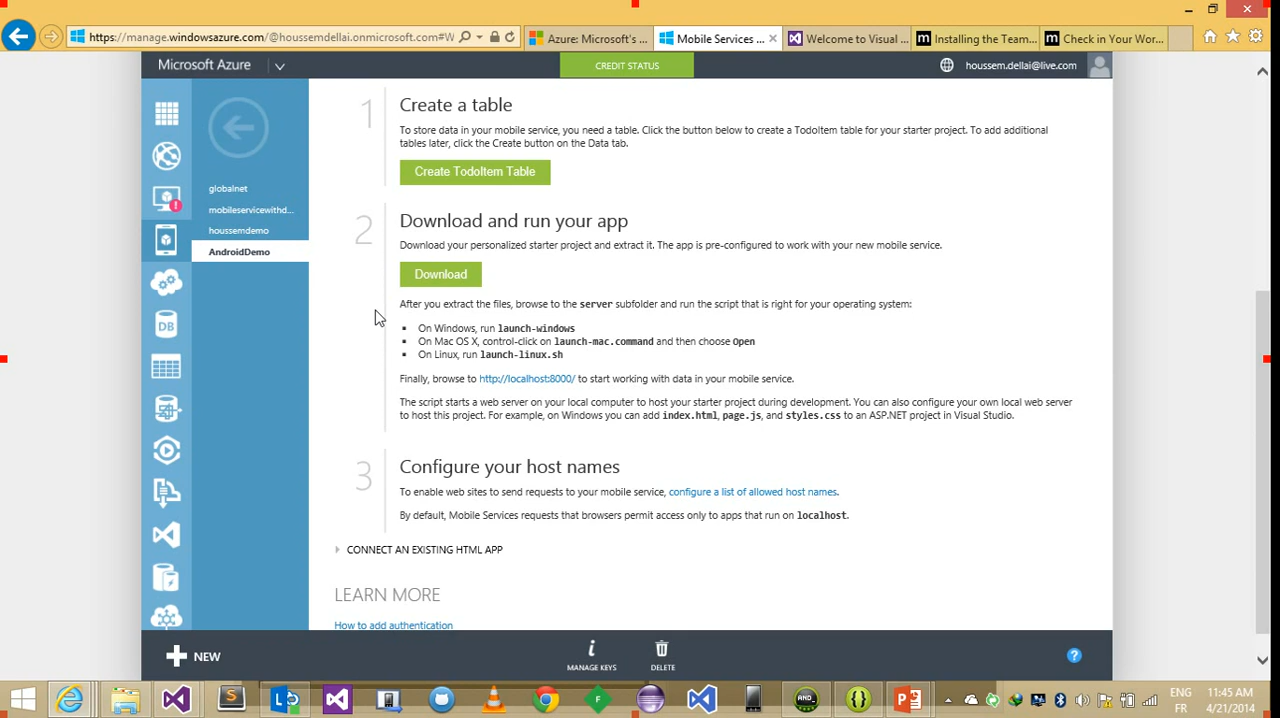 https://manage.windowsazure.com/@houssemdellai.onmicrosoft.com#W
Azure: Microsoft's ...
Mobile Services ...
Welcome to Visual ...
Installing the Team...
Check in Your Wor...
Microsoft Azure
CREDIT STATUS
houssem.dellai@live.com
globalnet
mobileservicewithd...
houssemdemo
AndroidDemo
1
Create a table
To store data in your mobile service, you need a table. Click the button below to create a TodoItem table for your starter project. To add additional
tables later, click the Create button on the Data tab.
Create TodoItem Table
2
Download and run your app
Download your personalized starter project and extract it. The app is pre-configured to work with your new mobile service.
Download
After you extract the files, browse to the server subfolder and run the script that is right for your operating system:
On Windows, run launch-windows
On Mac OS X, control-click on launch-mac.command and then choose Open
On Linux, run launch-linux.sh
Finally, browse to http://localhost:8000/ to start working with data in your mobile service.
The script starts a web server on your local computer to host your starter project during development. You can also configure your own local web server
to host this project. For example, on Windows you can add index.html, page.js, and styles.css to an ASP.NET project in Visual Studio.
3
Configure your host names
To enable web sites to send requests to your mobile service, configure a list of allowed host names.
By default, Mobile Services requests that browsers permit access only to apps that run on localhost.
CONNECT AN EXISTING HTML APP
LEARN MORE
How to add authentication
DB
NEW
MANAGE KEYS
DELETE
?
ENG
FR
11:45 AM
4/21/2014